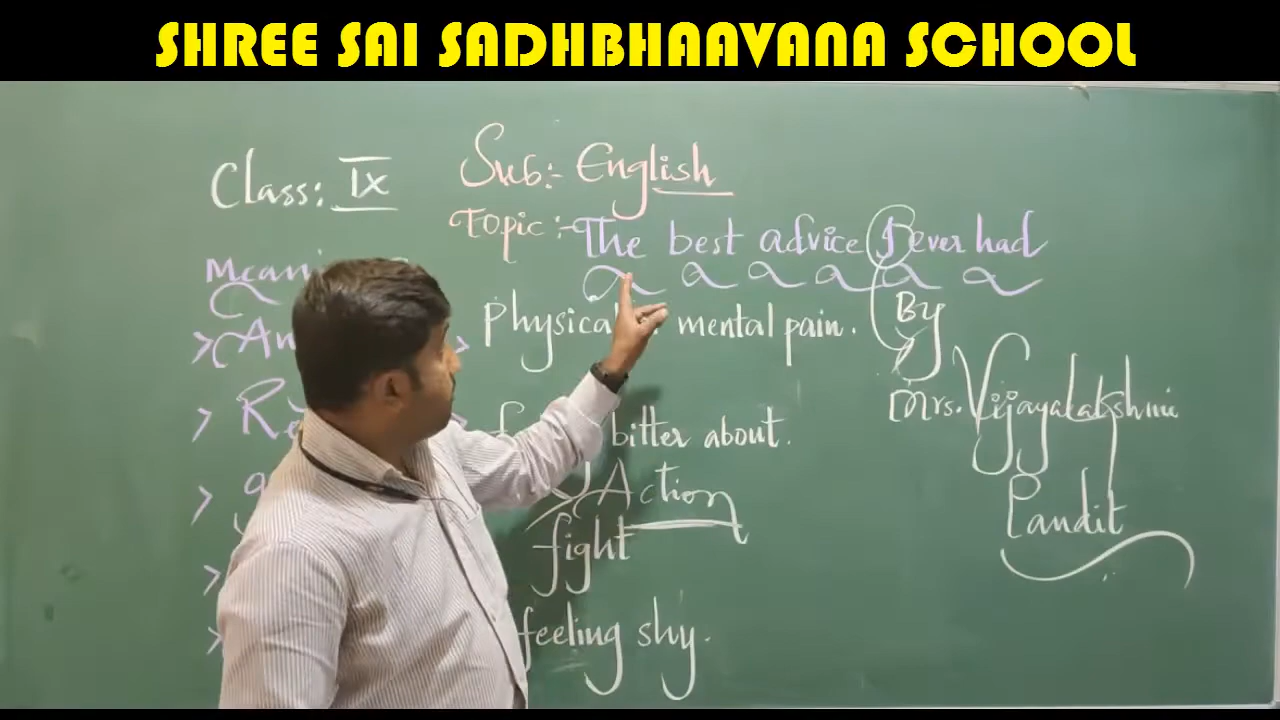 SHREE SAI SADHBHAAVANA SCHOOL
Class: IX
Sub:- English
Topic:- The best advice I ever had
By
Mrs. Vijayalakshmi
Pandit
physical mental pain.
bitter about.
Action
fight
feeling shy.